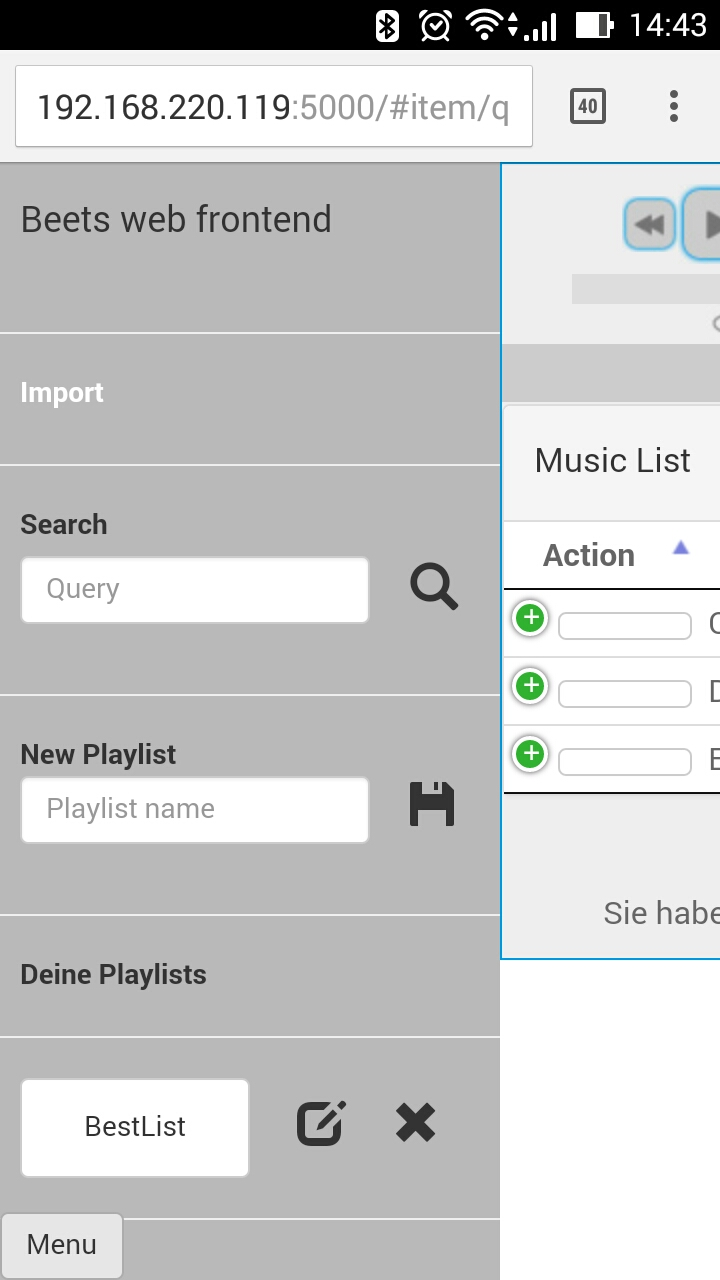 14:43
192.168.220.119:5000/#item/q
40
Beets web frontend
Import
Search
Query
New Playlist
Playlist name
Deine Playlists
BestList
Menu
Music List
Action
Sie habe